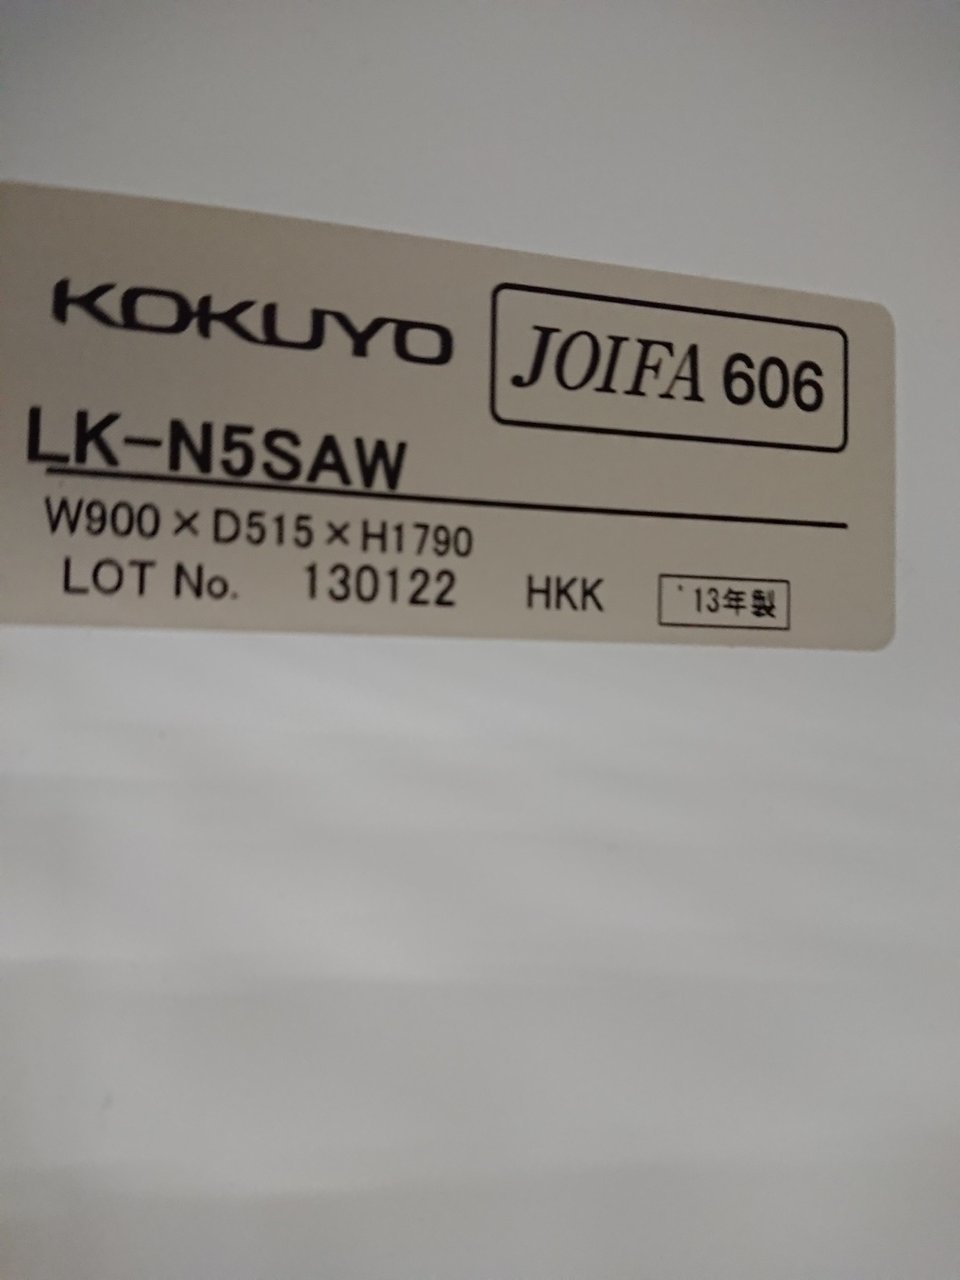 KOKUYO
JOIFA 606
LK-N5SAW
W900×D515×H1790
LOT No. 130122 HKK '13年製